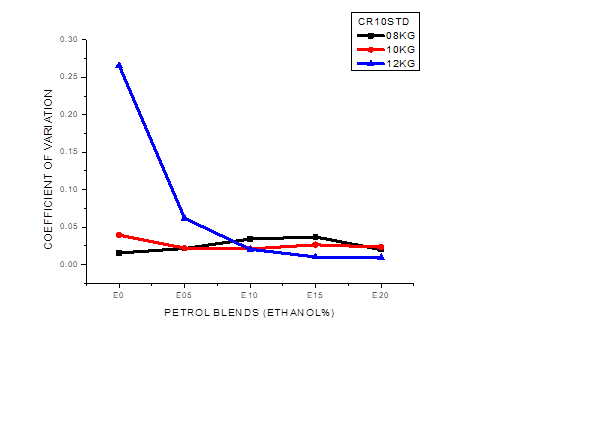 CR10STD
08KG
10KG
12KG
0.30
0.25
0.20
0.15
0.10
0.05
0.00
COEFFICIENT OF VARIATION
E0 E05 E10 E15 E20
PETROL BLENDS (ETHANOL%)